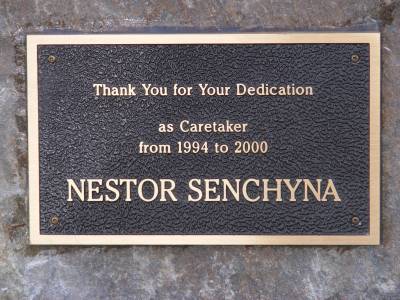 Thank You for Your Dedication
as Caretaker
from 1994 to 2000
NESTOR SENCHYNA